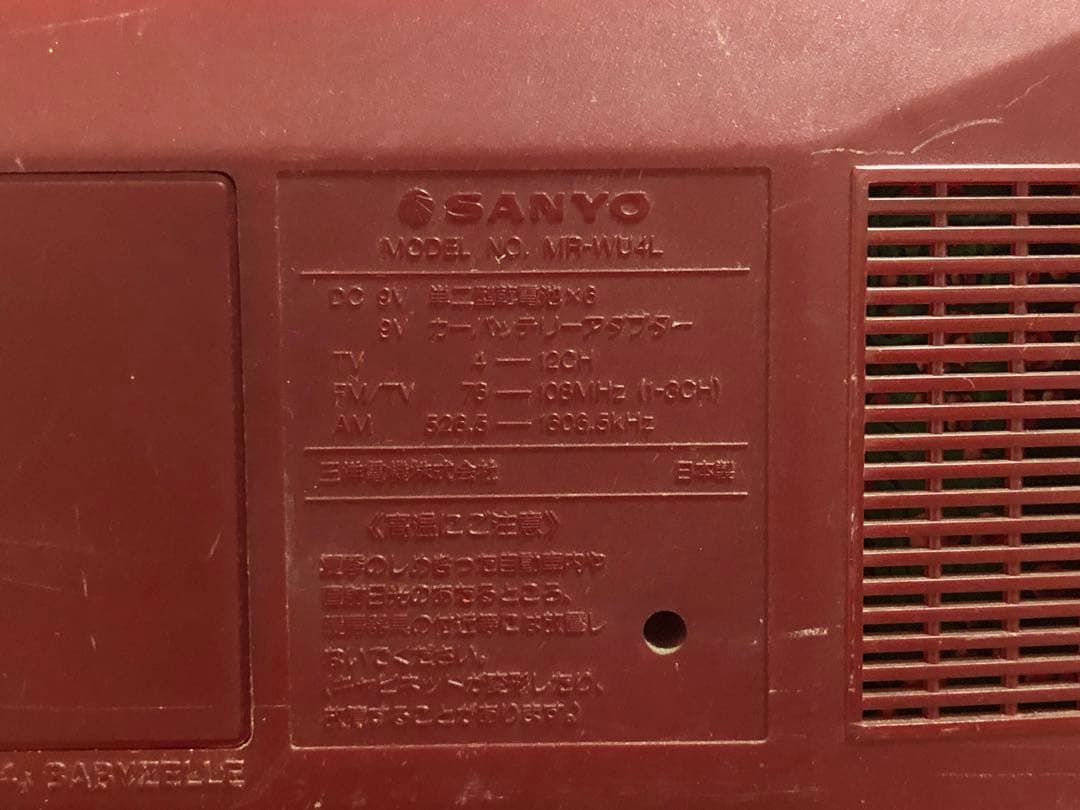 SANYO
MODEL NO. MR-WU4L
DC 9V 単二型乾電池×6
9V カーバッテリーアダプター
TV 4 — 12CH
FM/TV 76 — 108MHz (1-3CH)
AM 526.5 — 1606.5kHz
三洋電機株式会社 日本製
《高温にご注意》
窓のしめきった自動車内や
直射日光のあたるところ、
暖房器具の付近等には放置し
ないでください。
(キャビネットが変形したり、
故障することがあります。)